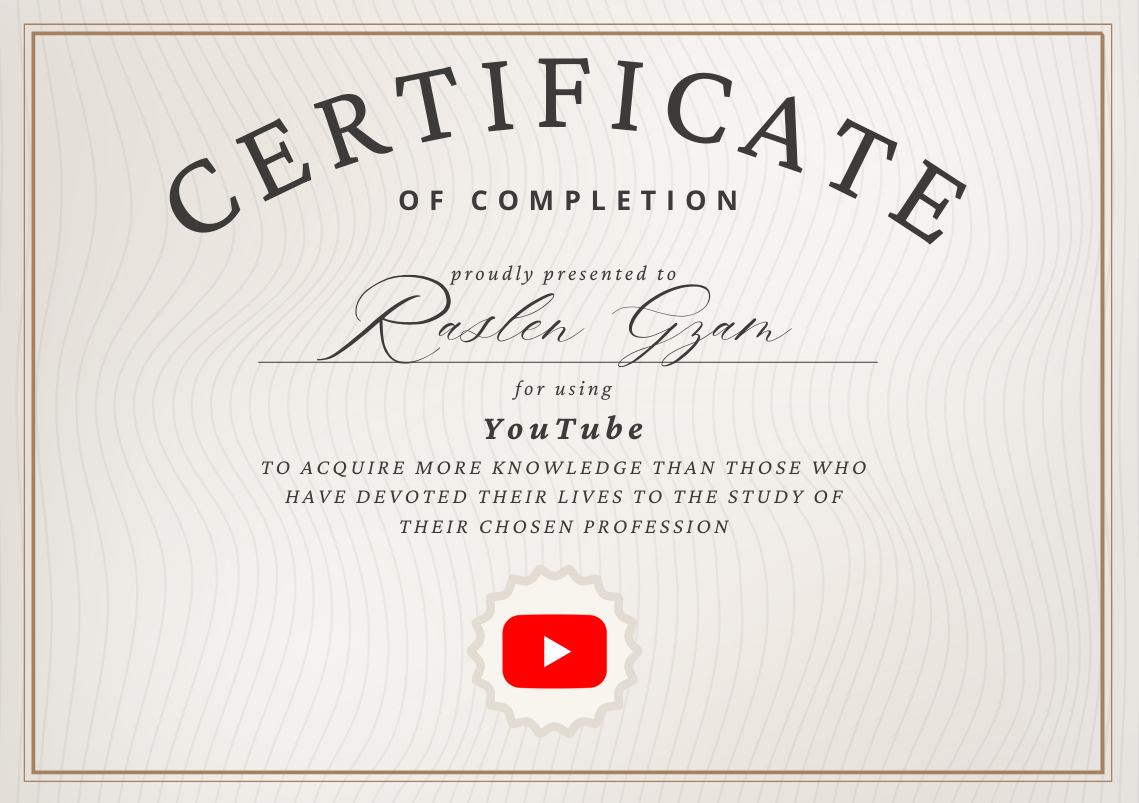 CERTIFICATE
OF COMPLETION
proudly presented to
Raslen Gzam
for using
YouTube
TO ACQUIRE MORE KNOWLEDGE THAN THOSE WHO
HAVE DEVOTED THEIR LIVES TO THE STUDY OF
THEIR CHOSEN PROFESSION